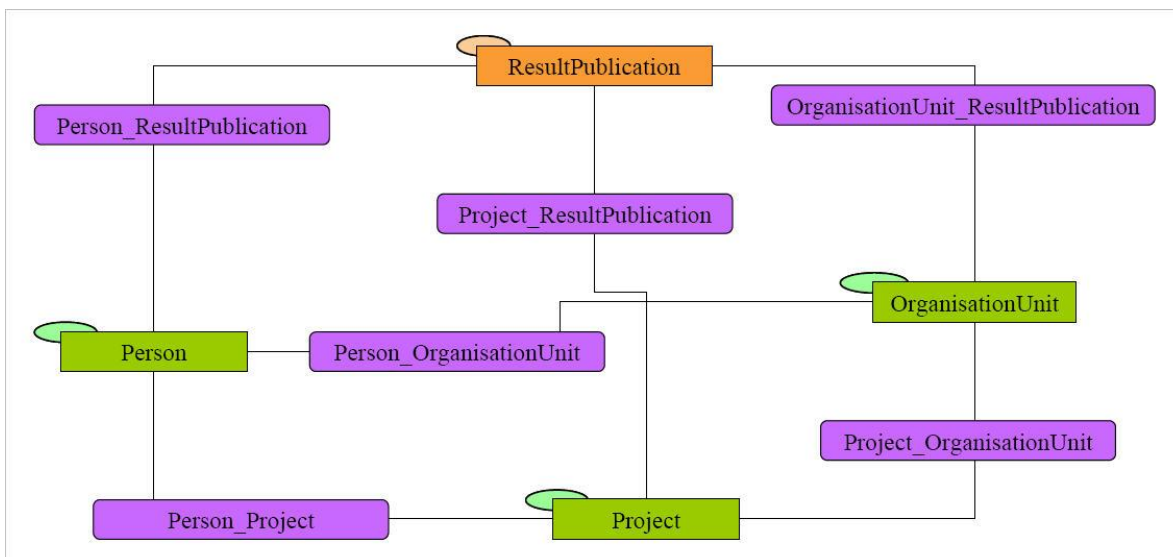 ResultPublication
Person_ResultPublication
OrganisationUnit_ResultPublication
Project_ResultPublication
OrganisationUnit
Person
Person_OrganisationUnit
Project_OrganisationUnit
Person_Project
Project